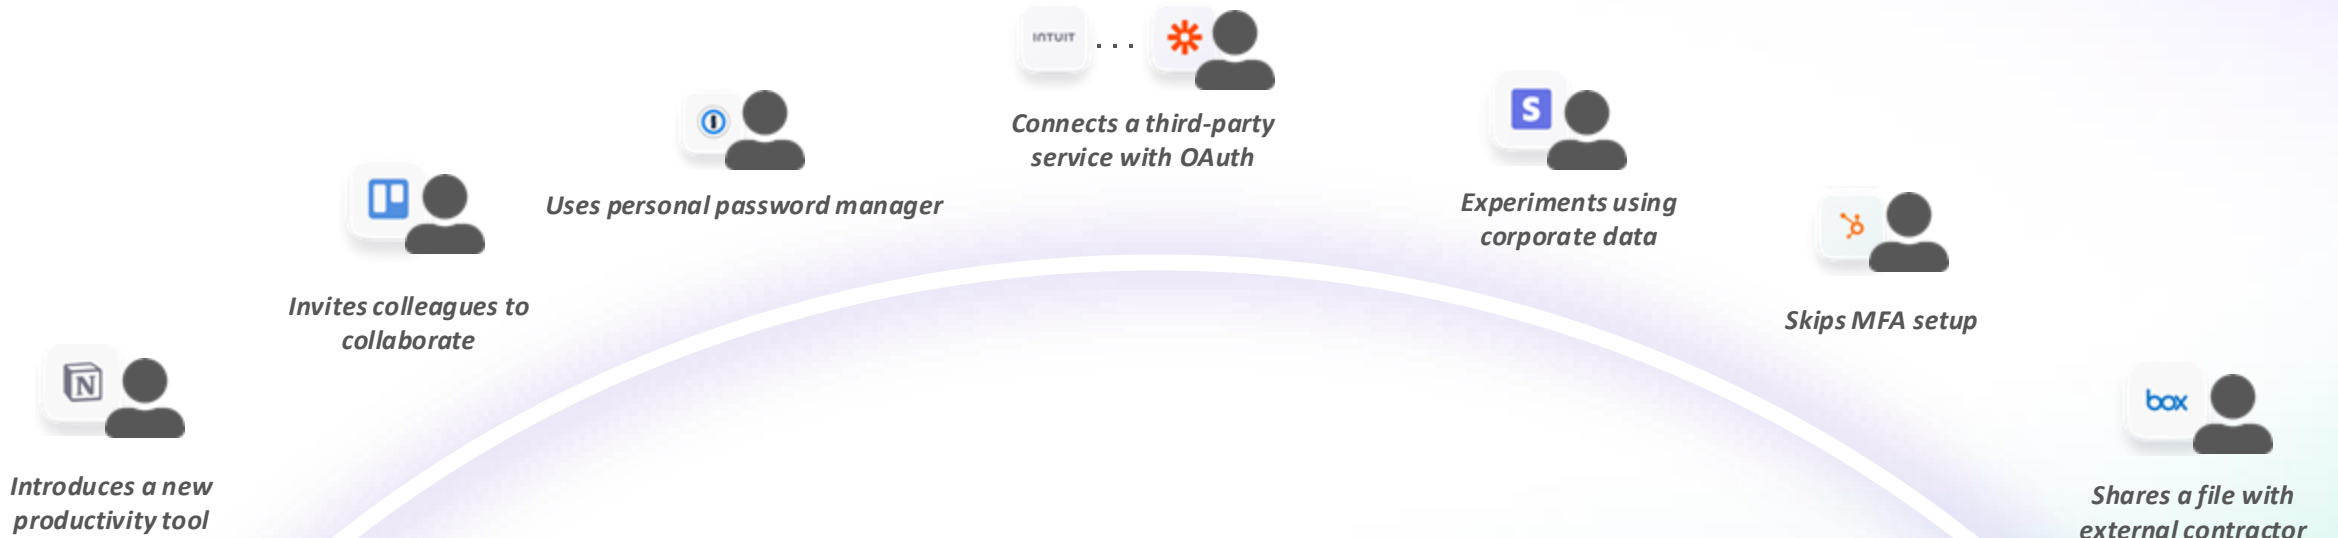 INTUIT
...
Connects a third-party
service with OAuth
Uses personal password manager
S
Experiments using
corporate data
Invites colleagues to
collaborate
Skips MFA setup
N
Introduces a new
productivity tool
box
Shares a file with
external contractor